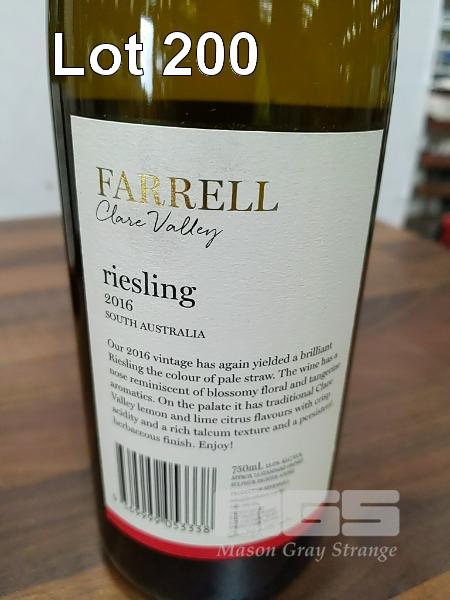 Lot 200
FARRELL
Clare Valley
riesling
2016
SOUTH AUSTRALIA
Our 2016 vintage has again yielded a brilliant
Riesling the colour of pale straw. The wine has a
nose reminiscent of blossomy floral and tangerine
aromatics. On the palate it has traditional Clare
Valley lemon and lime citrus flavours with crisp
acidity and a rich talcum texture and a persistent
herbaceous finish. Enjoy!
750mL
GS
Mason Gray Strange